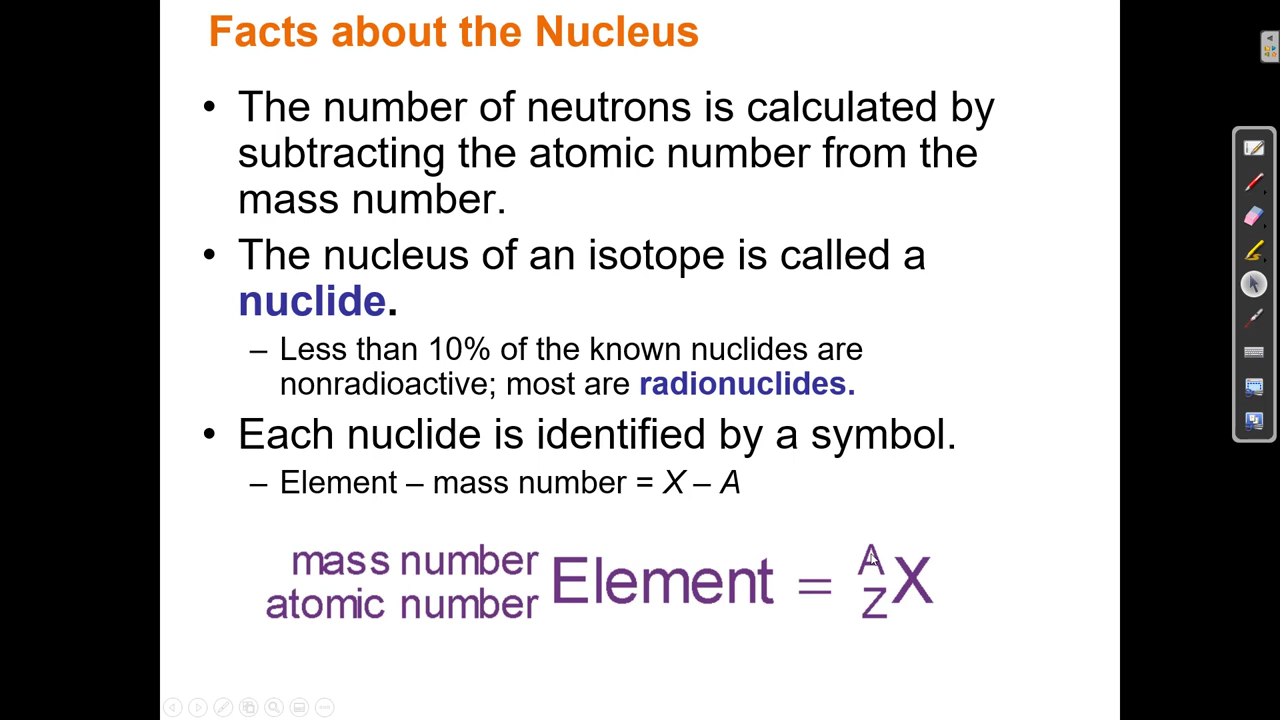 Facts about the Nucleus
• The number of neutrons is calculated by
subtracting the atomic number from the
mass number.
• The nucleus of an isotope is called a
nuclide.
– Less than 10% of the known nuclides are
nonradioactive; most are radionuclides.
• Each nuclide is identified by a symbol.
– Element – mass number = X – A
mass number
atomic number Element = A Z X